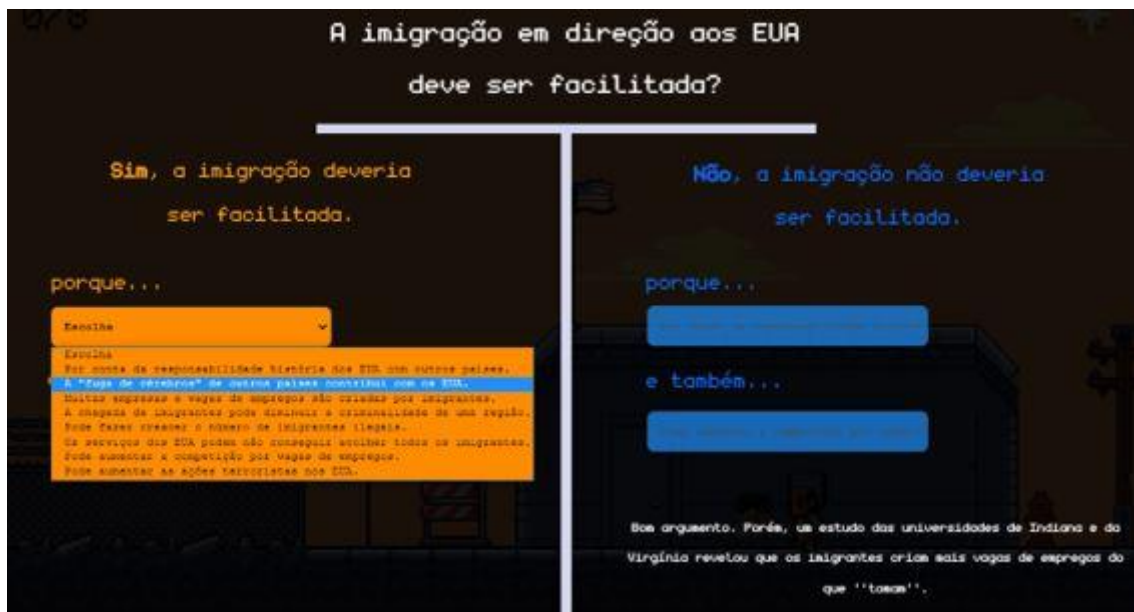 0/8
A imigração em direção aos EUA
deve ser facilitada?
Sim, a imigração deveria
ser facilitada.
porque...
Escolha
Escolha
Por conta da responsabilidade história dos EUA com outros países.
A "fuga de cérebros" de outros países contribui com os EUA.
Muitas empresas e vagas de empregos são criadas por imigrantes.
A chegada de imigrantes pode diminuir a criminalidade de uma região.
Pode fazer crescer o número de imigrantes ilegais.
Os serviços dos EUA podem não conseguir acolher todos os imigrantes.
Pode aumentar a competição por vagas de empregos.
Pode aumentar as ações terroristas nos EUA.
Não, a imigração não deveria
ser facilitada.
porque...
e também...
Bom argumento. Porém, um estudo das universidades de Indiana e da
Virgínia revelou que os imigrantes criam mais vagas de empregos do
que ''tomam''.